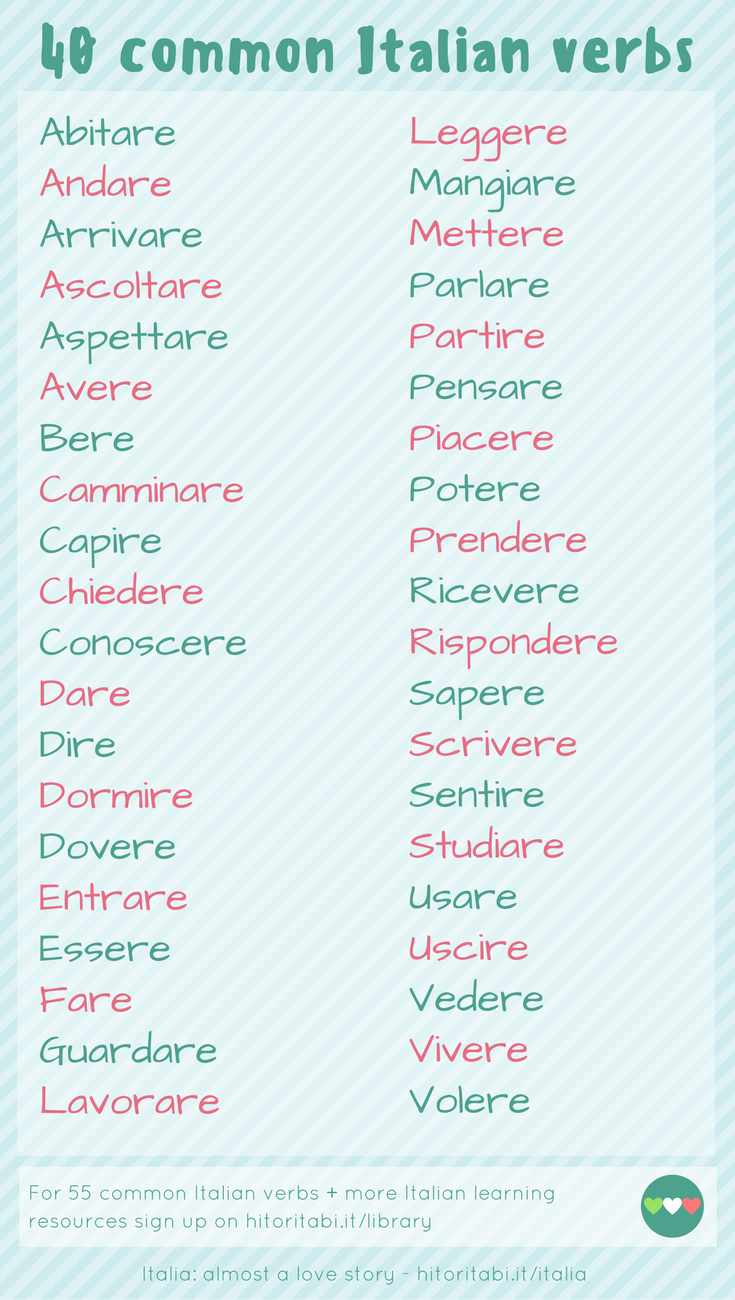 40 common Italian verbs
Abitare
Andare
Arrivare
Ascoltare
Aspettare
Avere
Bere
Camminare
Capire
Chiedere
Conoscere
Dare
Dire
Dormire
Dovere
Entrare
Essere
Fare
Guardare
Lavorare
Leggere
Mangiare
Mettere
Parlare
Partire
Pensare
Piacere
Potere
Prendere
Ricevere
Rispondere
Sapere
Scrivere
Sentire
Studiare
Usare
Uscire
Vedere
Vivere
Volere
For 55 common Italian verbs + more Italian learning
resources sign up on hitoritabi.it/library
Italia: almost a love story - hitoritabi.it/italia